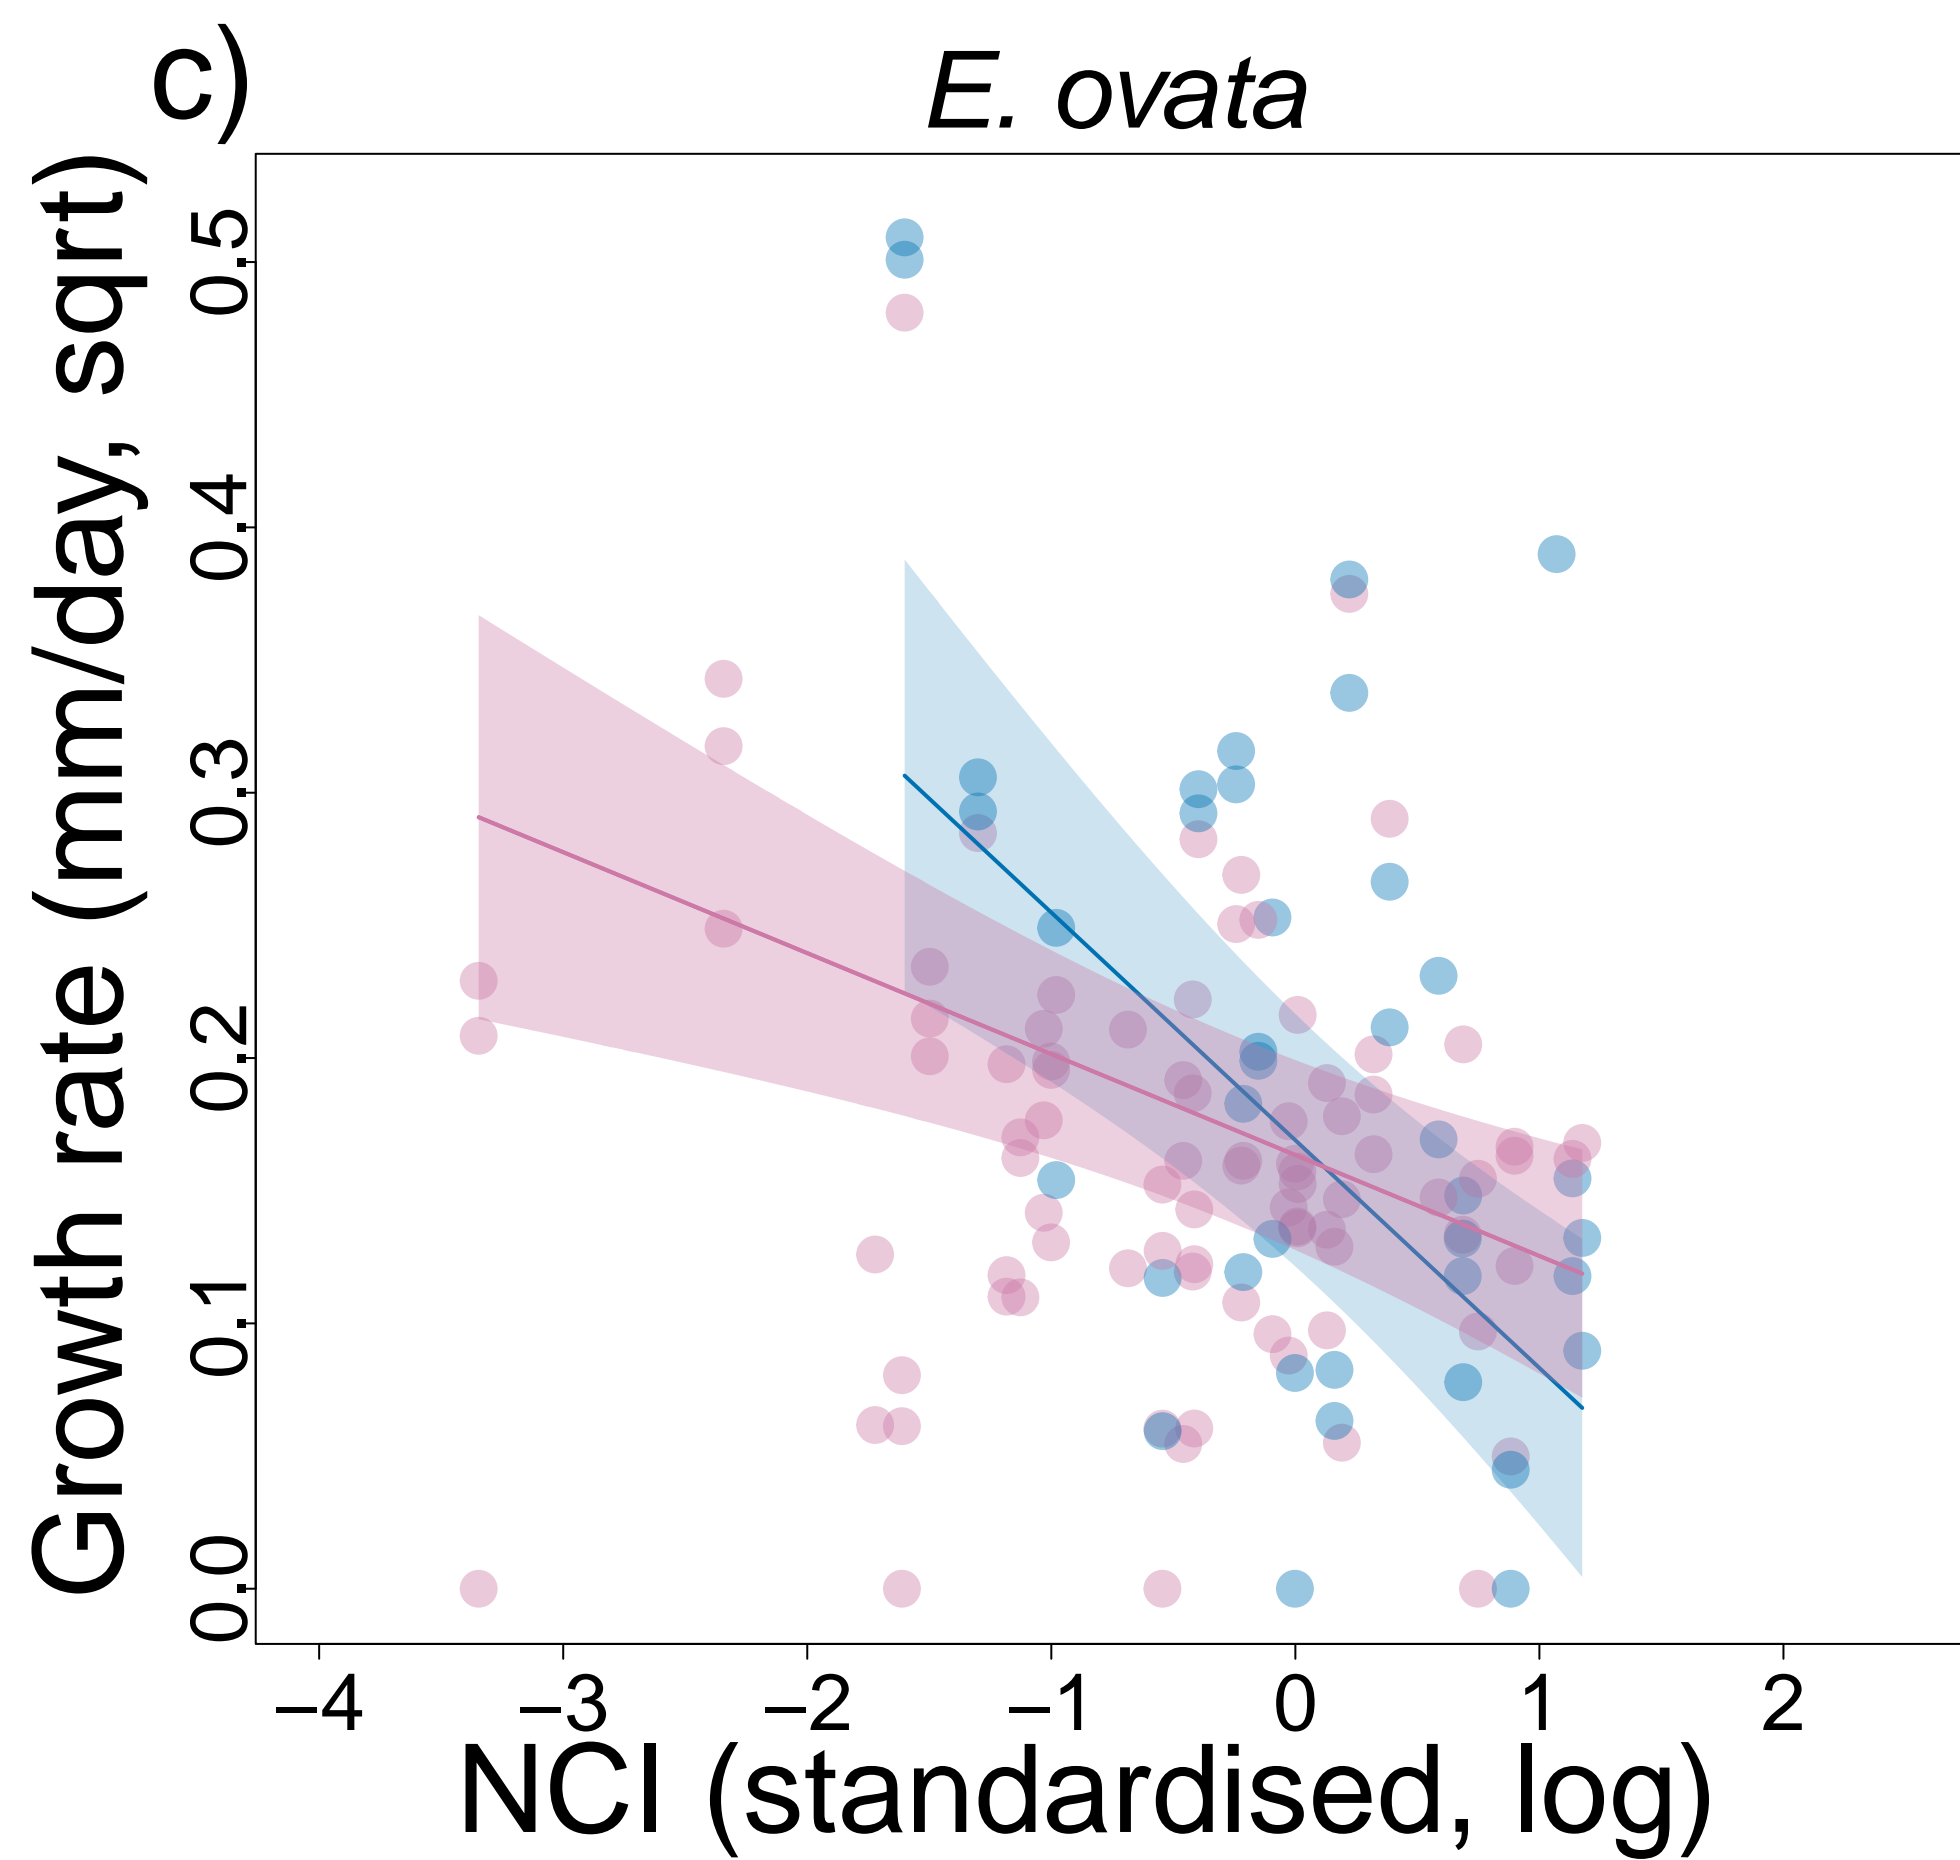 c)
E. ovata
Growth rate (mm/day, sqrt)
0.5
0.4
0.3
0.2
0.1
0.0
−4 −3 −2 −1 0 1 2
NCI (standardised, log)